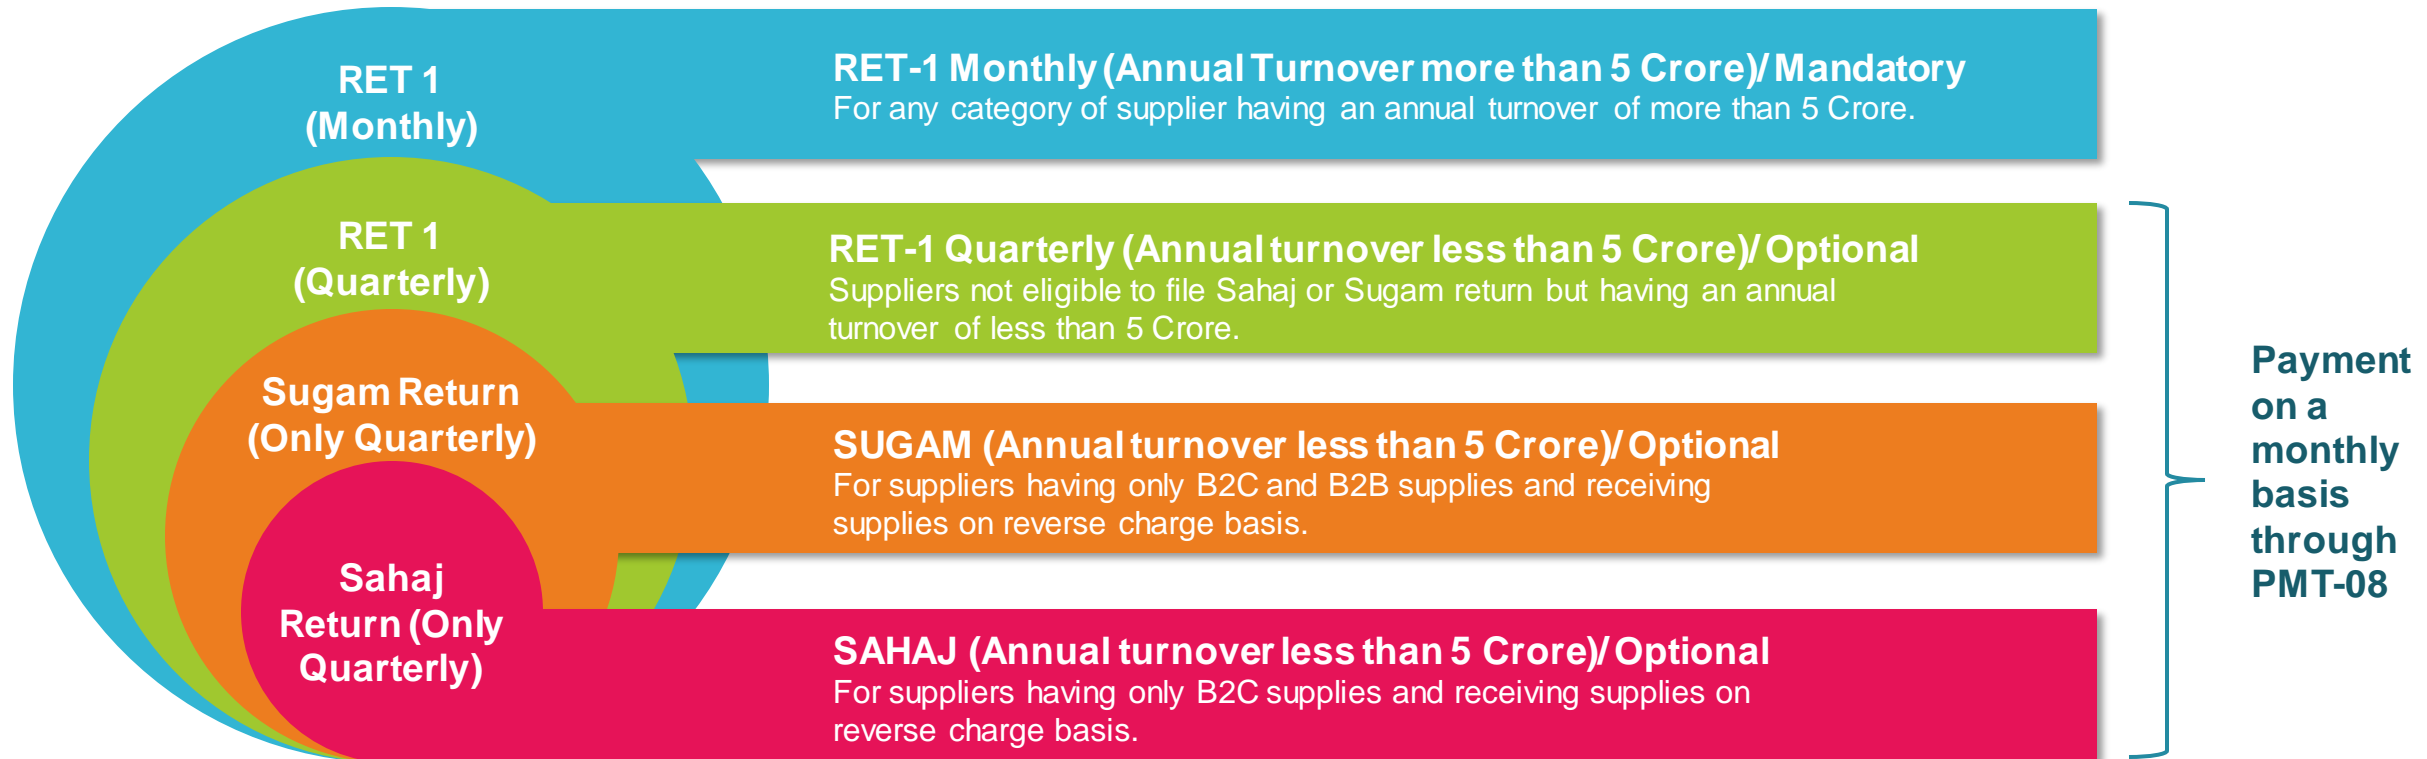 RET 1
(Monthly)
RET-1 Monthly (Annual Turnover more than 5 Crore)/ Mandatory
For any category of supplier having an annual turnover of more than 5 Crore.
RET 1
(Quarterly)
RET-1 Quarterly (Annual turnover less than 5 Crore)/ Optional
Suppliers not eligible to file Sahaj or Sugam return but having an annual
turnover of less than 5 Crore.
Sugam Return
(Only Quarterly)
SUGAM (Annual turnover less than 5 Crore)/ Optional
For suppliers having only B2C and B2B supplies and receiving
supplies on reverse charge basis.
Sahaj
Return (Only
Quarterly)
SAHAJ (Annual turnover less than 5 Crore)/ Optional
For suppliers having only B2C supplies and receiving supplies on
reverse charge basis.
Payment
on a
monthly
basis
through
PMT-08